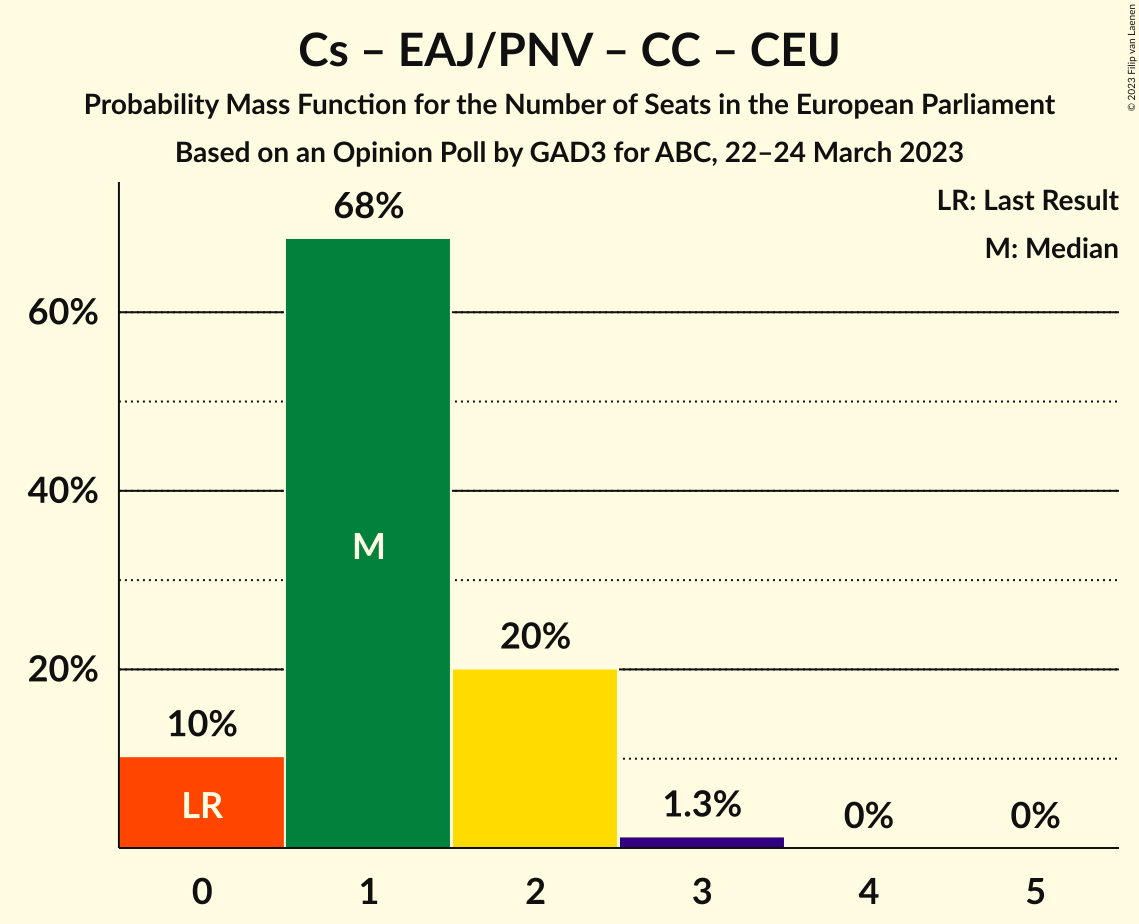 Cs – EAJ/PNV – CC – CEU
Probability Mass Function for the Number of Seats in the European Parliament
Based on an Opinion Poll by GAD3 for ABC, 22–24 March 2023
© 2023 Filip van Laenen
LR: Last Result
M: Median
68%
60%
40%
M
20%
20%
10%
LR
1.3%
0%
0%
0
1
2
3
4
5